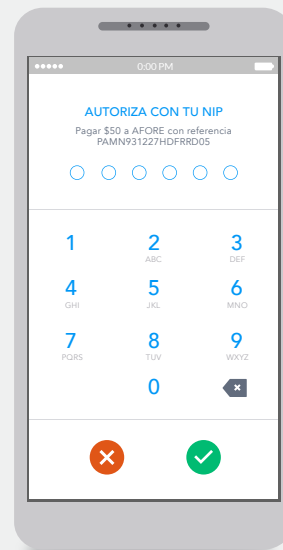 0:00 PM
AUTORIZA CON TU NIP
Pagar $50 a AFORE con referencia
PAMN931227HDFRRD05
1 2 3
ABC DEF
4 5 6
GHI JKL MNO
7 8 9
PQRS TUV WXYZ
0